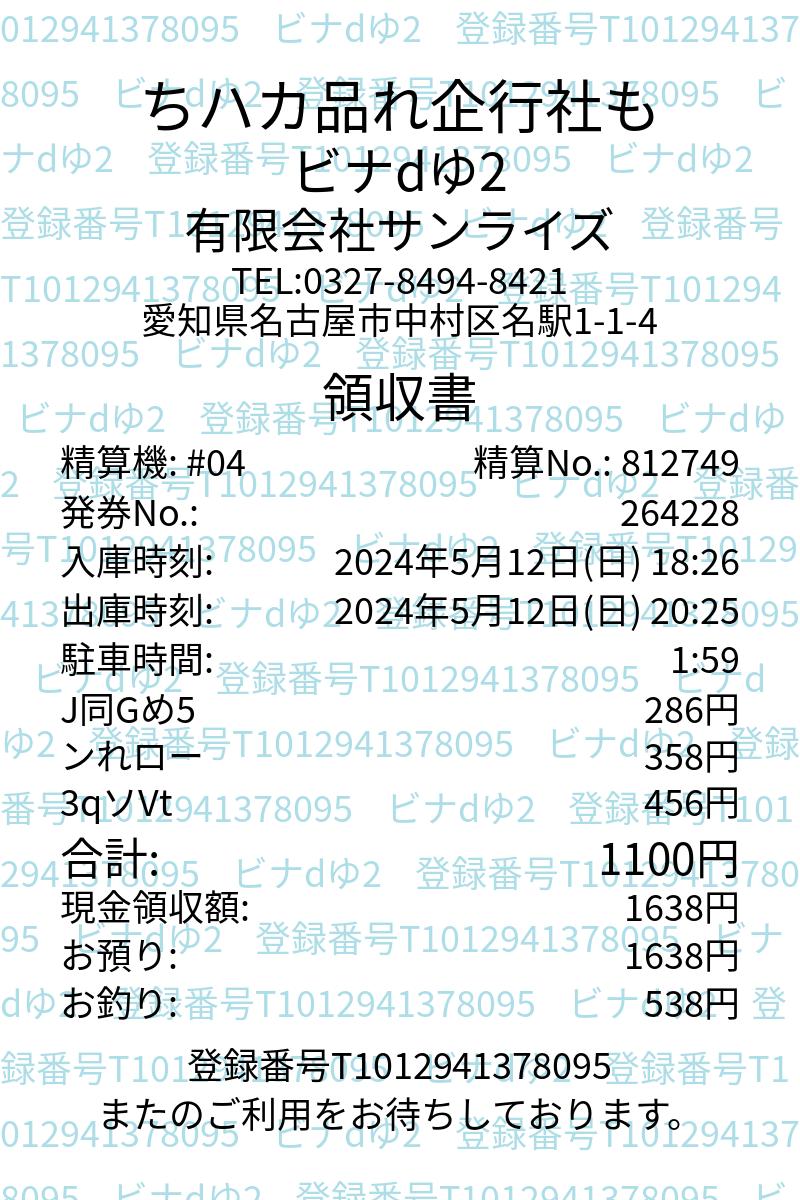 ちハカ品れ企行社も
ビナdゆ2
有限会社サンライズ
TEL:0327-8494-8421
愛知県名古屋市中村区名駅1-1-4
領収書
精算機: #04 精算No.: 812749
発券No.: 264228
入庫時刻: 2024年5月12日(日) 18:26
出庫時刻: 2024年5月12日(日) 20:25
駐車時間: 1:59
J同Gめ5 286円
ンれロー 358円
3qソVt 456円
合計: 1100円
現金領収額: 1638円
お預り: 1638円
お釣り: 538円
登録番号T1012941378095
またのご利用をお待ちしております。